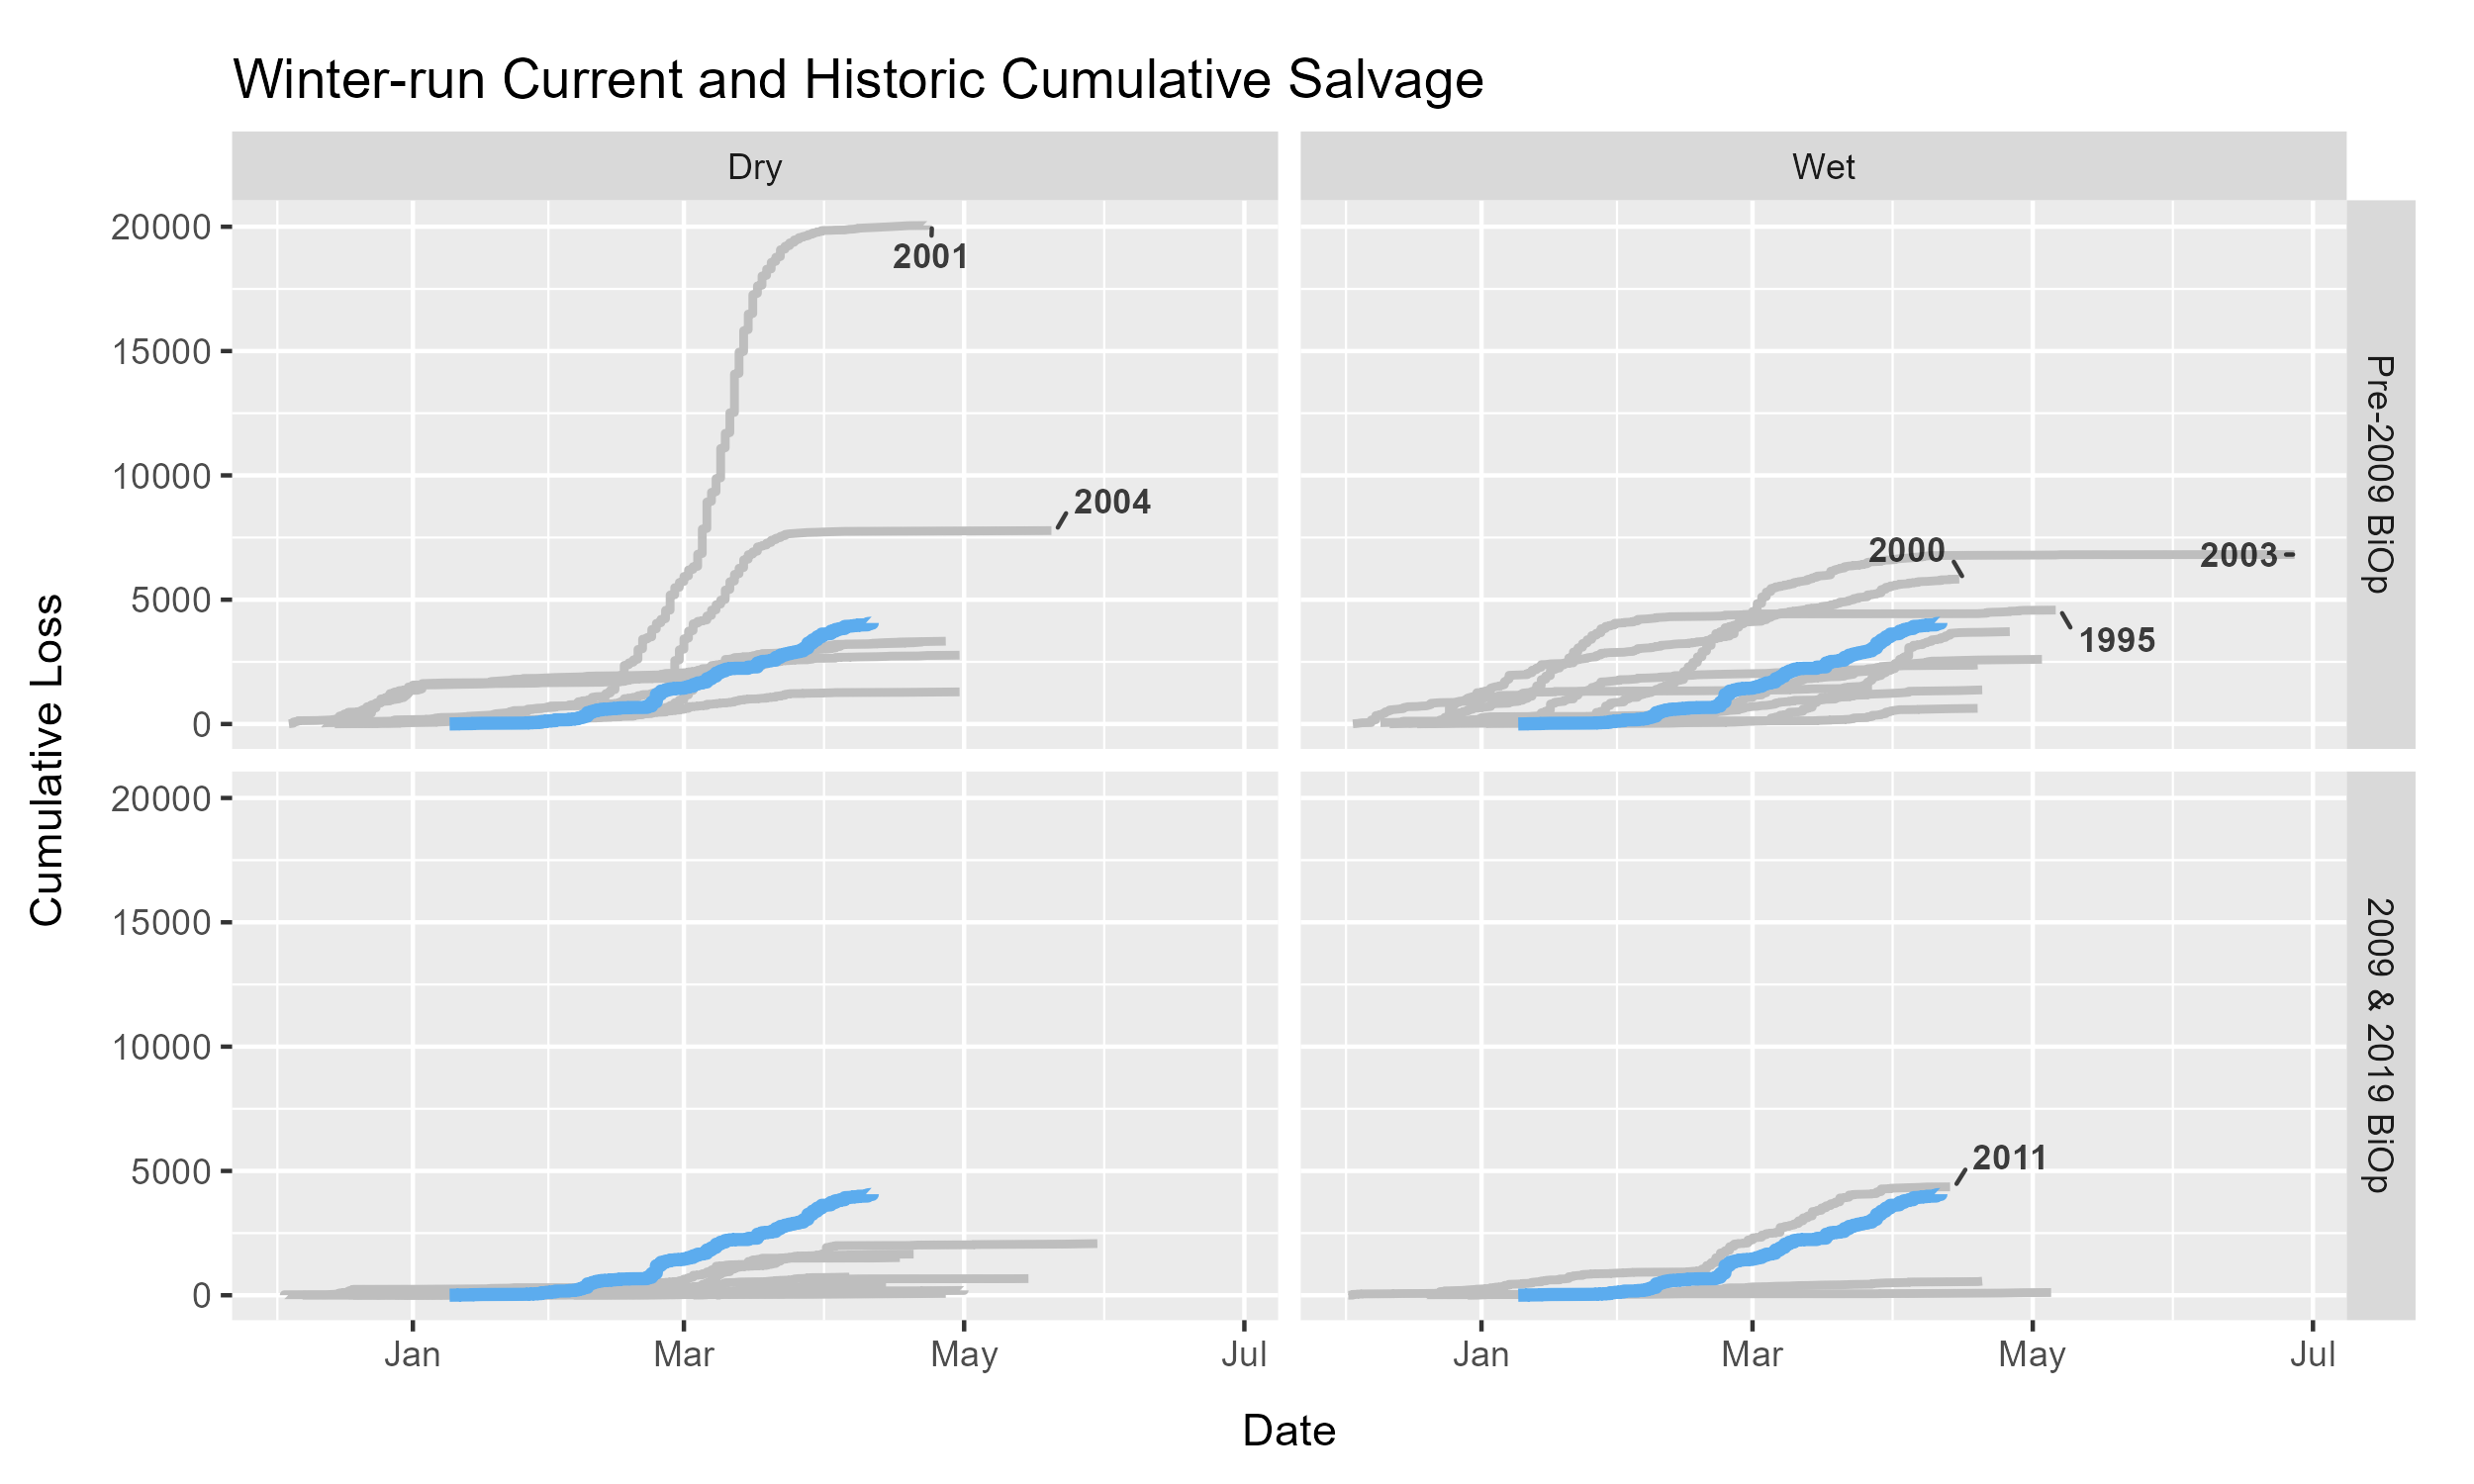 Winter-run Current and Historic Cumulative Salvage
Dry
Wet
Cumulative Loss
20000
15000
10000
5000
0
2001
2004
2000
2003
1995
Pre-2009 BiOp
20000
15000
10000
5000
0
2011
2009 & 2019 BiOp
Jan
Mar
May
Jul
Jan
Mar
May
Jul
Date